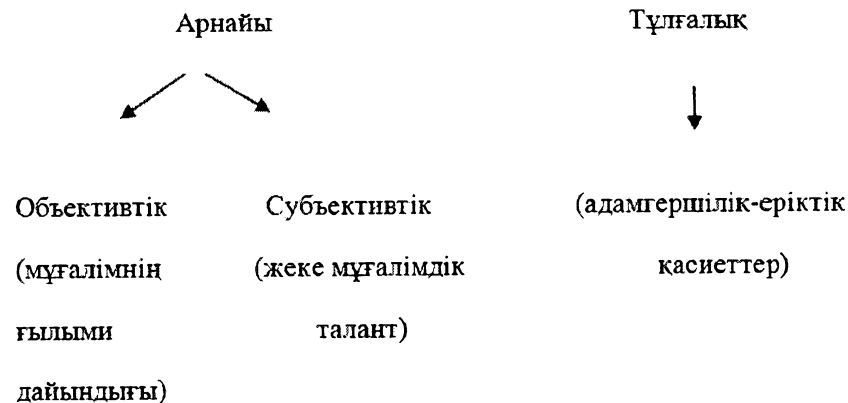 Арнайы Тұлғалық
Объективтік Субъективтік (адамгершілік-еріктік
(мұғалімнің (жеке мұғалімдік қасиеттер)
ғылыми талант)
дайындығы)